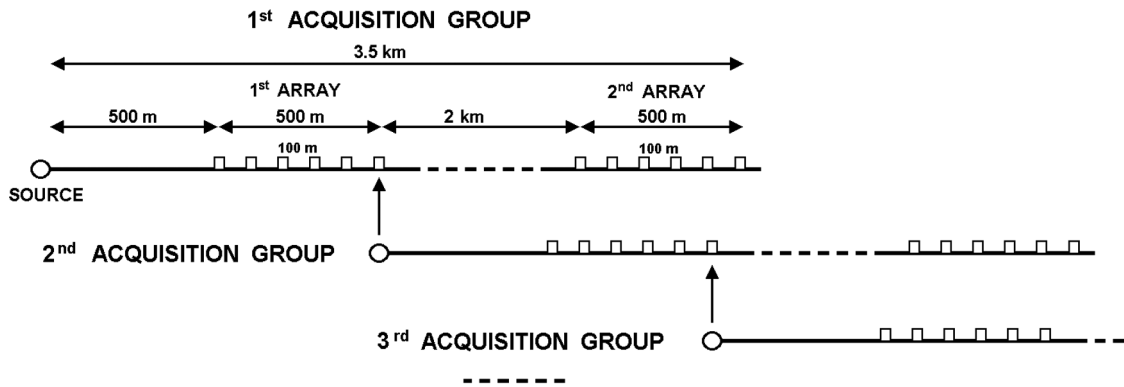 1st ACQUISITION GROUP
3.5 km
1st ARRAY
2nd ARRAY
500 m
500 m
2 km
500 m
100 m
100 m
SOURCE
2nd ACQUISITION GROUP
3rd ACQUISITION GROUP